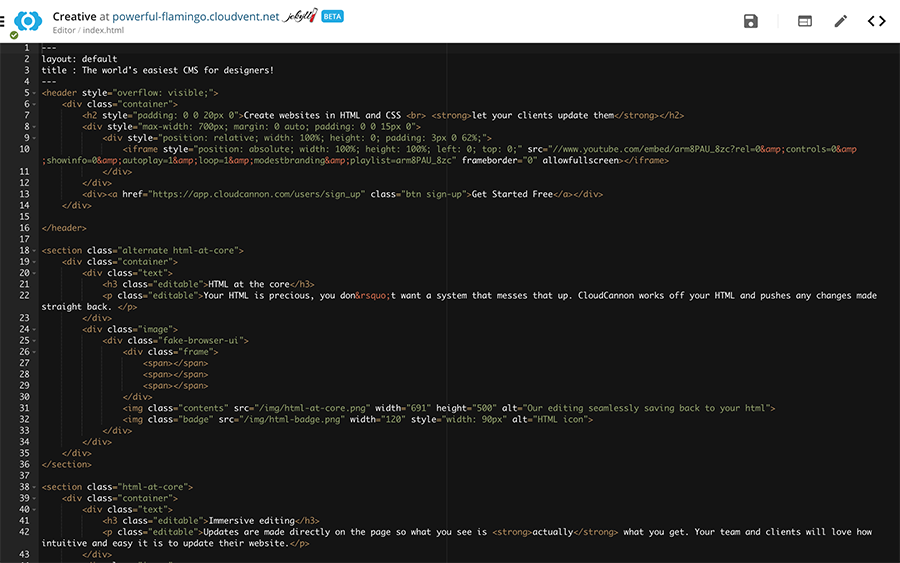 Creative at powerful-flamingo.cloudvent.net jekyll BETA
Editor / index.html
1 ---
2 layout: default
3 title : The world's easiest CMS for designers!
4 ---
5 <header style="overflow: visible;">
6 <div class="container">
7 <h2 style="padding: 0 0 20px 0">Create websites in HTML and CSS <br> <strong>let your clients update them</strong></h2>
8 <div style="max-width: 700px; margin: 0 auto; padding: 0 0 15px 0">
9 <div style="position: relative; width: 100%; height: 0; padding: 3px 0 62%;">
10 <iframe style="position: absolute; width: 100%; height: 100%; left: 0; top: 0;" src="//www.youtube.com/embed/arm8PAU_8zc?rel=0&amp;controls=0&amp
;showinfo=0&amp;autoplay=1&amp;loop=1&amp;modestbranding&amp;playlist=arm8PAU_8zc" frameborder="0" allowfullscreen></iframe>
11 </div>
12 </div>
13 <div><a href="https://app.cloudcannon.com/users/sign_up" class="btn sign-up">Get Started Free</a></div>
14 </div>
15
16 </header>
17
18 <section class="alternate html-at-core">
19 <div class="container">
20 <div class="text">
21 <h3 class="editable">HTML at the core</h3>
22 <p class="editable">Your HTML is precious, you don&rsquo;t want a system that messes that up. CloudCannon works off your HTML and pushes any changes made
straight back. </p>
23 </div>
24 <div class="image">
25 <div class="fake-browser-ui">
26 <div class="frame">
27 <span></span>
28 <span></span>
29 <span></span>
30 </div>
31 <img class="contents" src="/img/html-at-core.png" width="691" height="500" alt="Our editing seamlessly saving back to your html">
32 <img class="badge" src="/img/html-badge.png" width="120" style="width: 90px" alt="HTML icon">
33 </div>
34 </div>
35 </div>
36 </section>
37
38 <section class="html-at-core">
39 <div class="container">
40 <div class="text">
41 <h3 class="editable">Immersive editing</h3>
42 <p class="editable">Updates are made directly on the page so what you see is <strong>actually</strong> what you get. Your team and clients will love how
intuitive and easy it is to update their website.</p>
43 </div>